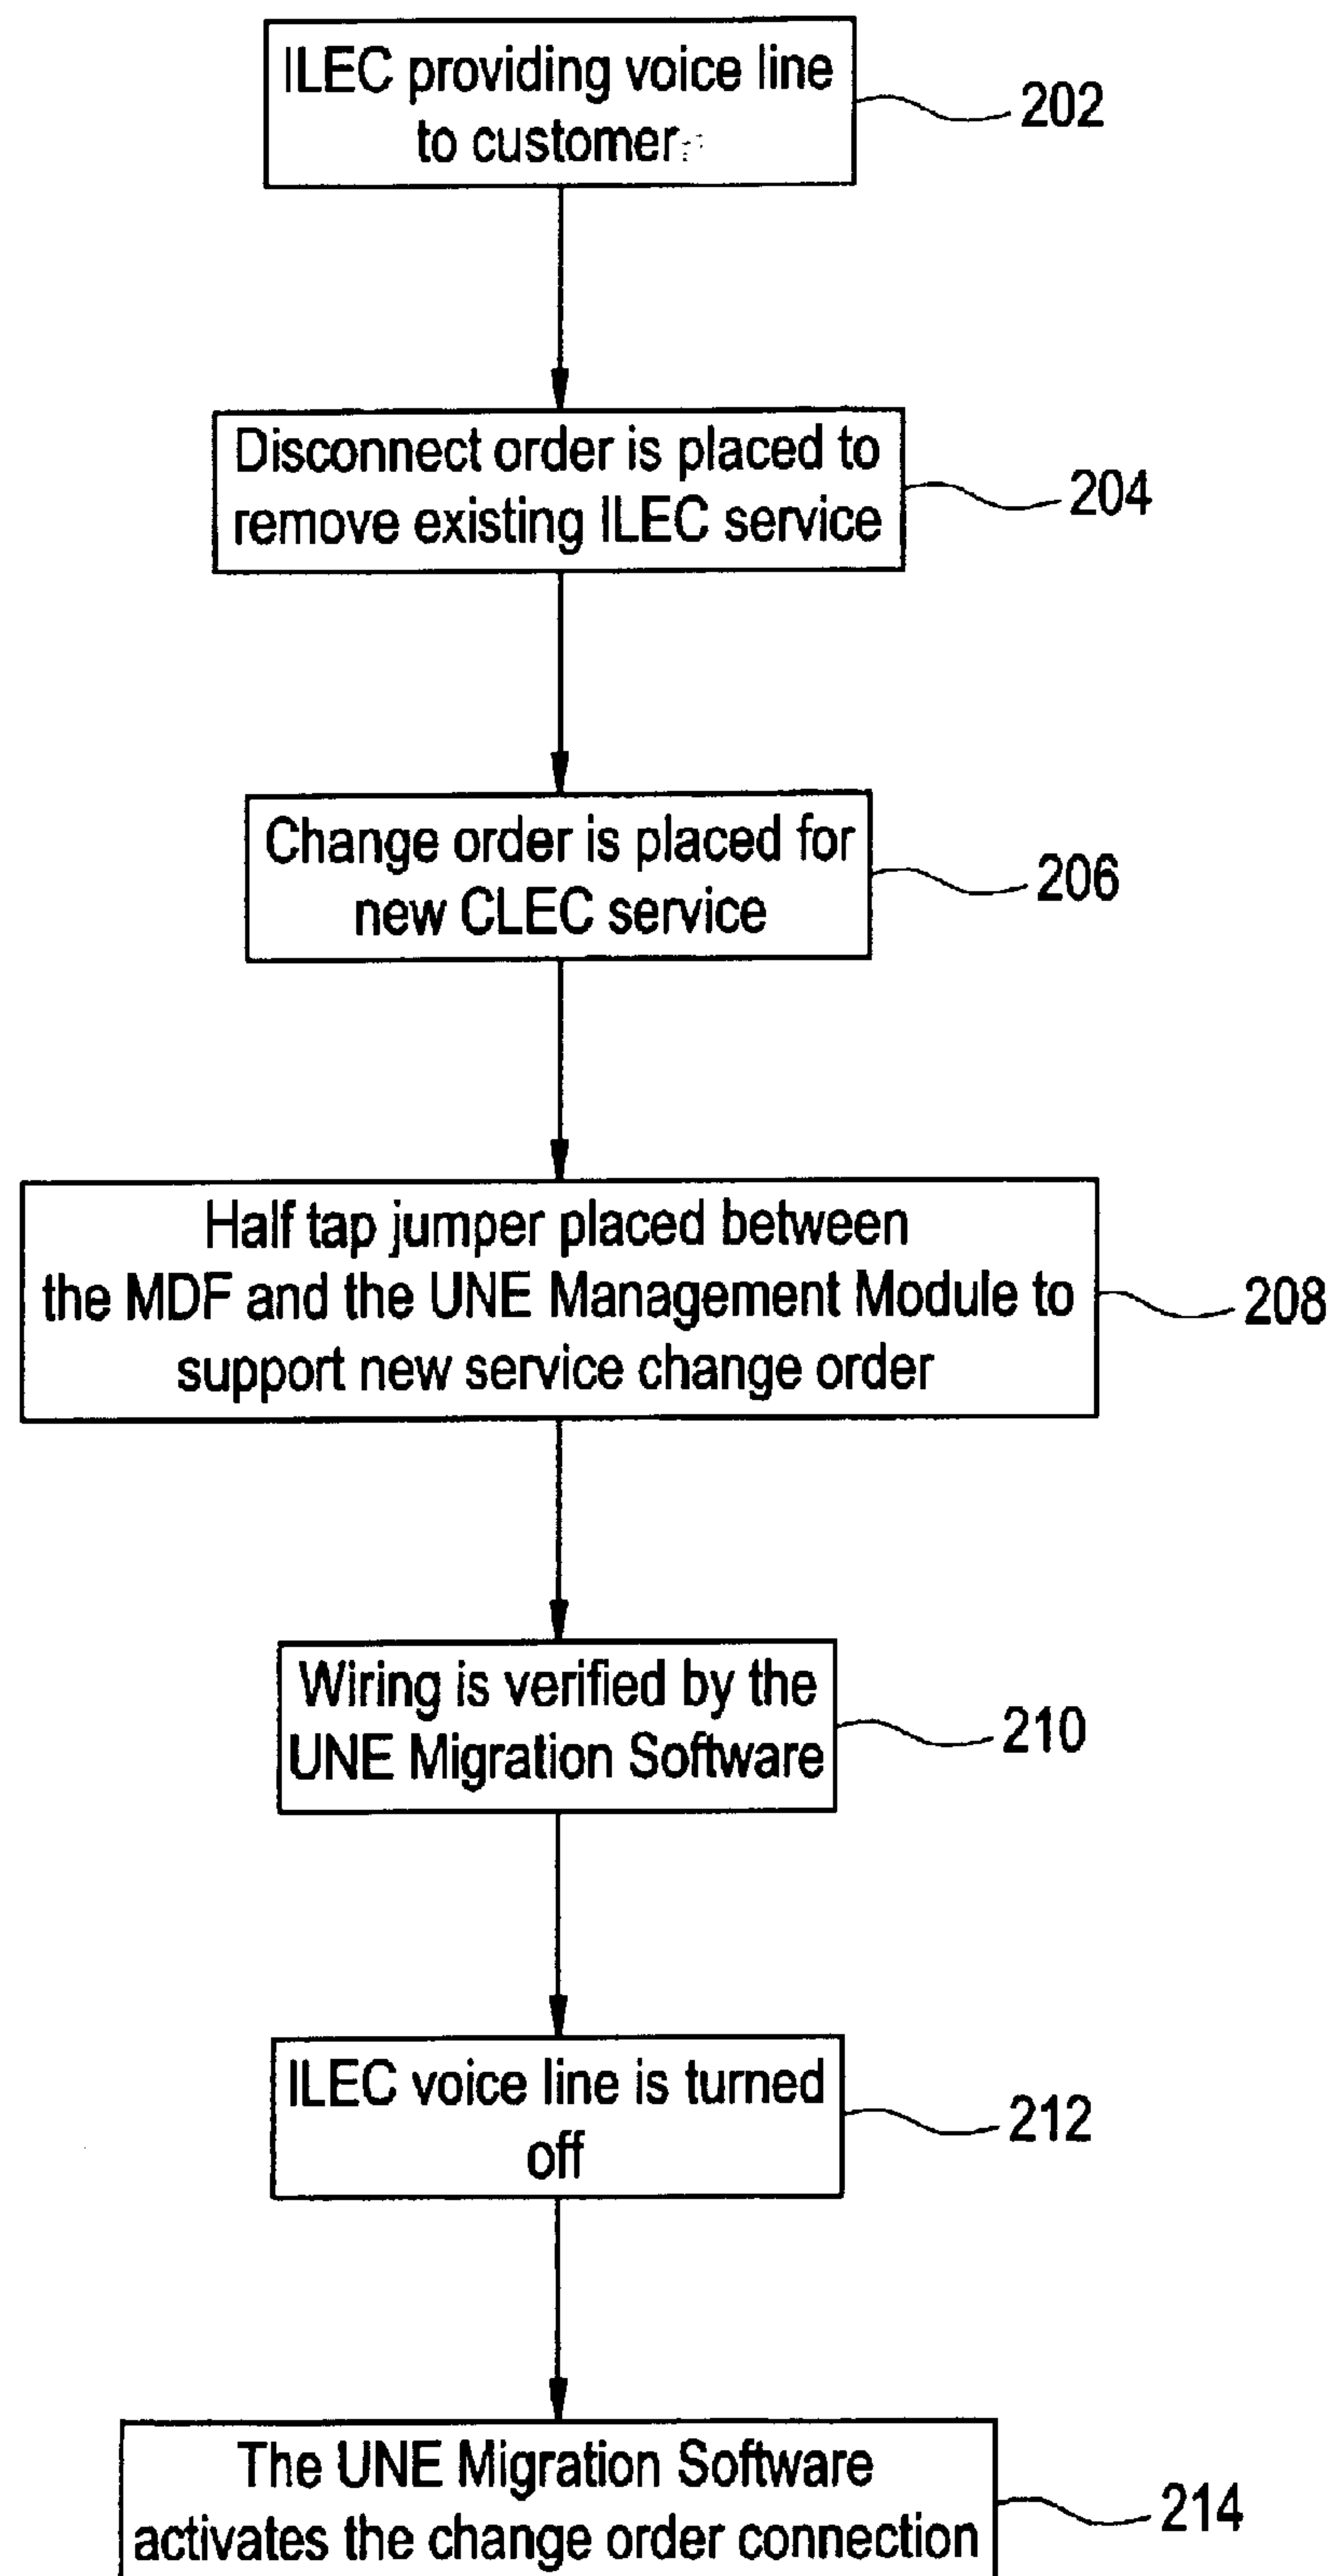 ILEC providing voice line
to customer
202
Disconnect order is placed to
remove existing ILEC service
204
Change order is placed for
new CLEC service
206
Half tap jumper placed between
the MDF and the UNE Management Module to
support new service change order
208
Wiring is verified by the
UNE Migration Software
210
ILEC voice line is turned
off
212
The UNE Migration Software
activates the change order connection
214